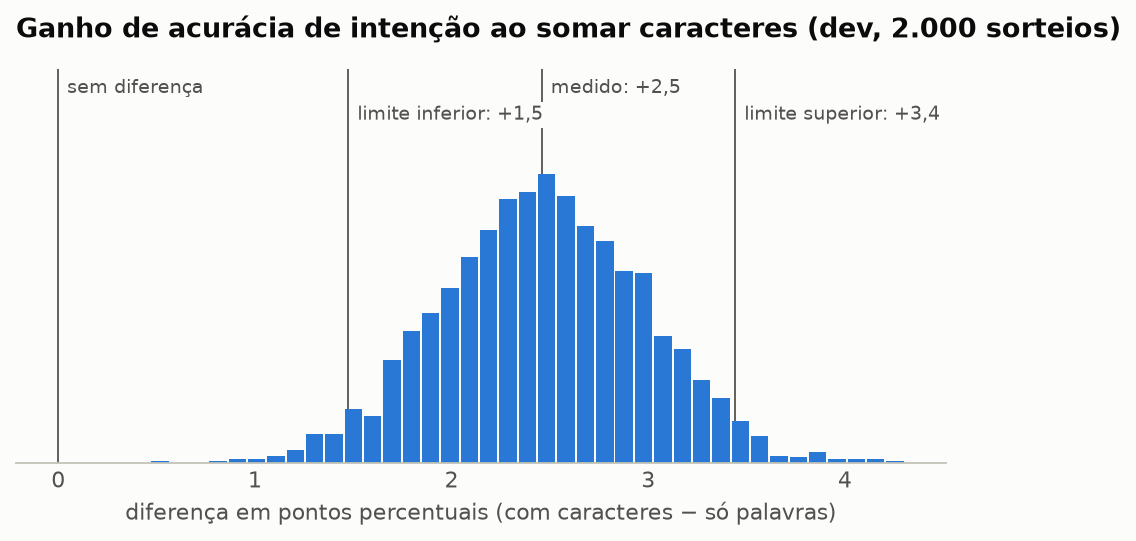 Ganho de acurácia de intenção ao somar caracteres (dev, 2.000 sorteios)
sem diferença
medido: +2,5
limite inferior: +1,5
limite superior: +3,4
0 1 2 3 4
diferença em pontos percentuais (com caracteres − só palavras)